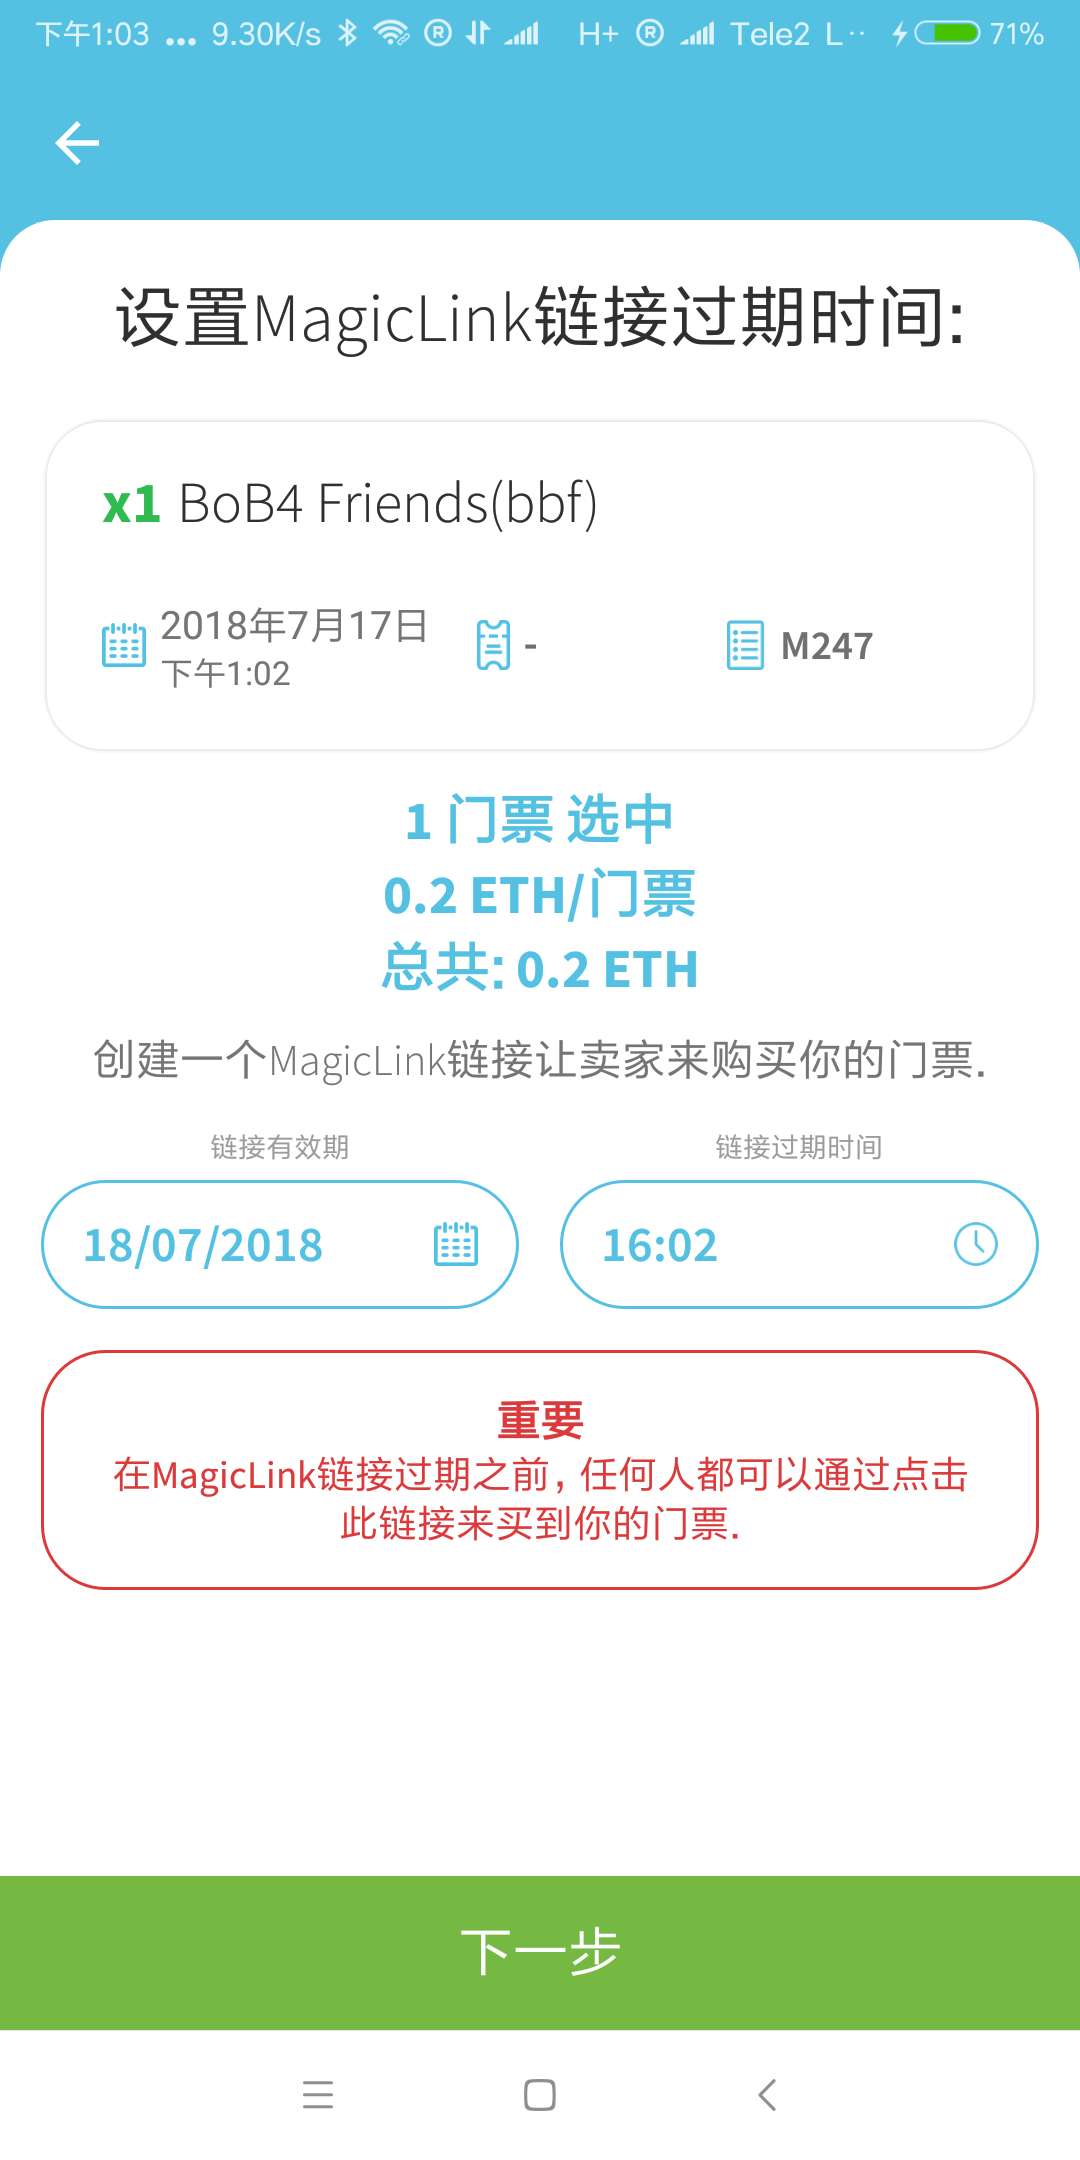 下午1:03 ... 9.30K/s R H+ R Tele2 L·· 71%
设置MagicLink链接过期时间:
x1 BoB4 Friends(bbf)
2018年7月17日
下午1:02
-
M247
1 门票 选中
0.2 ETH/门票
总共: 0.2 ETH
创建一个MagicLink链接让卖家来购买你的门票.
链接有效期
链接过期时间
18/07/2018
16:02
重要
在MagicLink链接过期之前, 任何人都可以通过点击
此链接来买到你的门票.
下一步